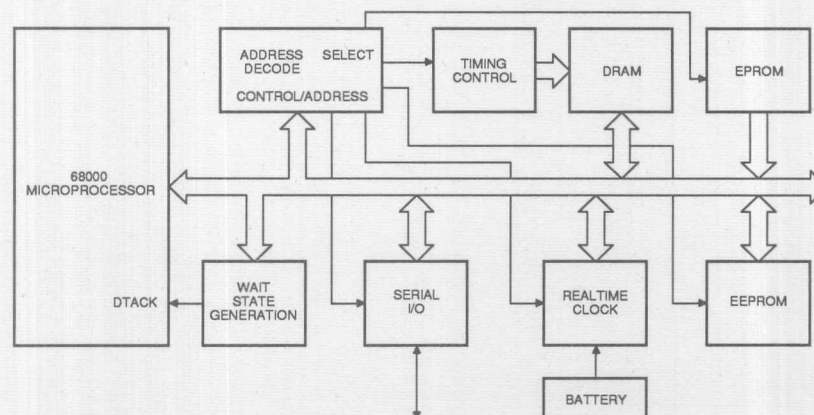 68000
MICROPROCESSOR
DTACK
ADDRESS
DECODE
SELECT
CONTROL/ADDRESS
TIMING
CONTROL
DRAM
EPROM
WAIT
STATE
GENERATION
SERIAL
I/O
REALTIME
CLOCK
EEPROM
BATTERY